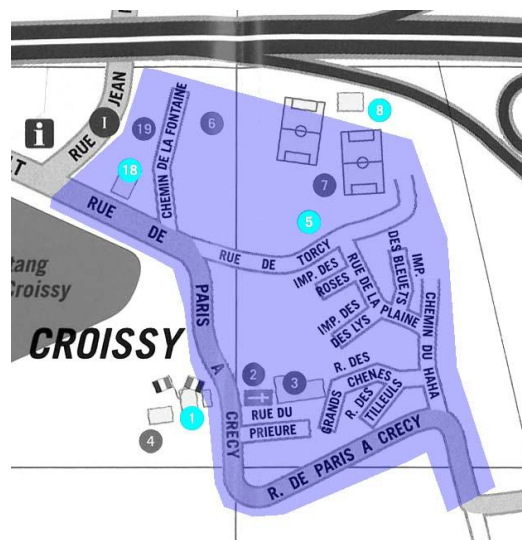 RUE JEAN
I
i
NT
19
CHEMIN DE LA FONTAINE
6
8
18
7
5
RUE DE PARIS A CRECY
RUE DE TORCY
IMP. DES ROSES
RUE DE LA PLAINE
IMP. DES BLEUETS
IMP. DES LYS
CHEMIN DU HAHA
tang
Croissy
CROISSY
R. DES GRANDS CHENES
R. DES TILLEULS
2
3
1
4
RUE DU
PRIEURE
R. DE PARIS A CRECY